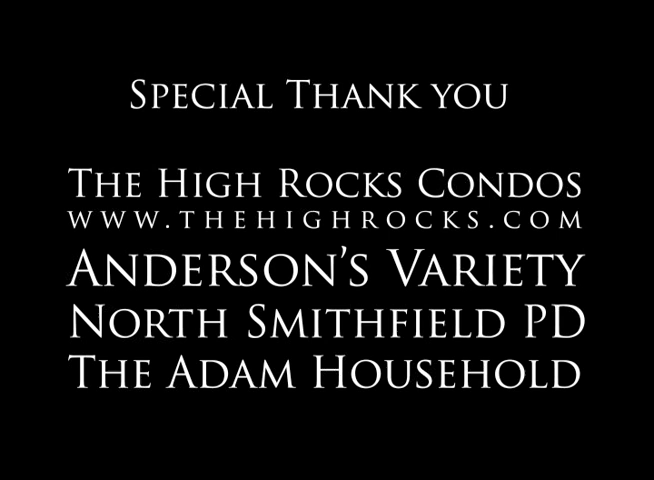 Special Thank you
The High Rocks Condos
www.thehighrocks.com
Anderson's Variety
North Smithfield PD
The Adam Household